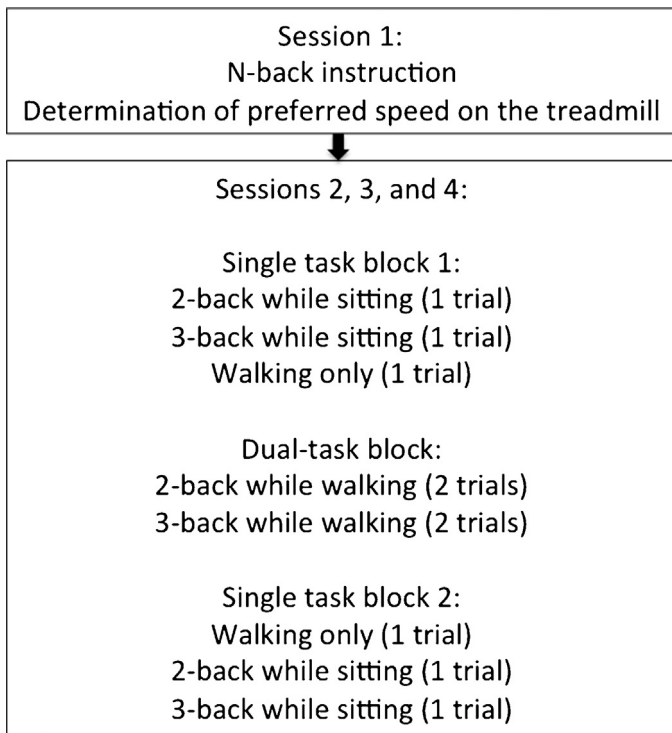 Session 1:
N-back instruction
Determination of preferred speed on the treadmill
Sessions 2, 3, and 4:
Single task block 1:
2-back while sitting (1 trial)
3-back while sitting (1 trial)
Walking only (1 trial)
Dual-task block:
2-back while walking (2 trials)
3-back while walking (2 trials)
Single task block 2:
Walking only (1 trial)
2-back while sitting (1 trial)
3-back while sitting (1 trial)